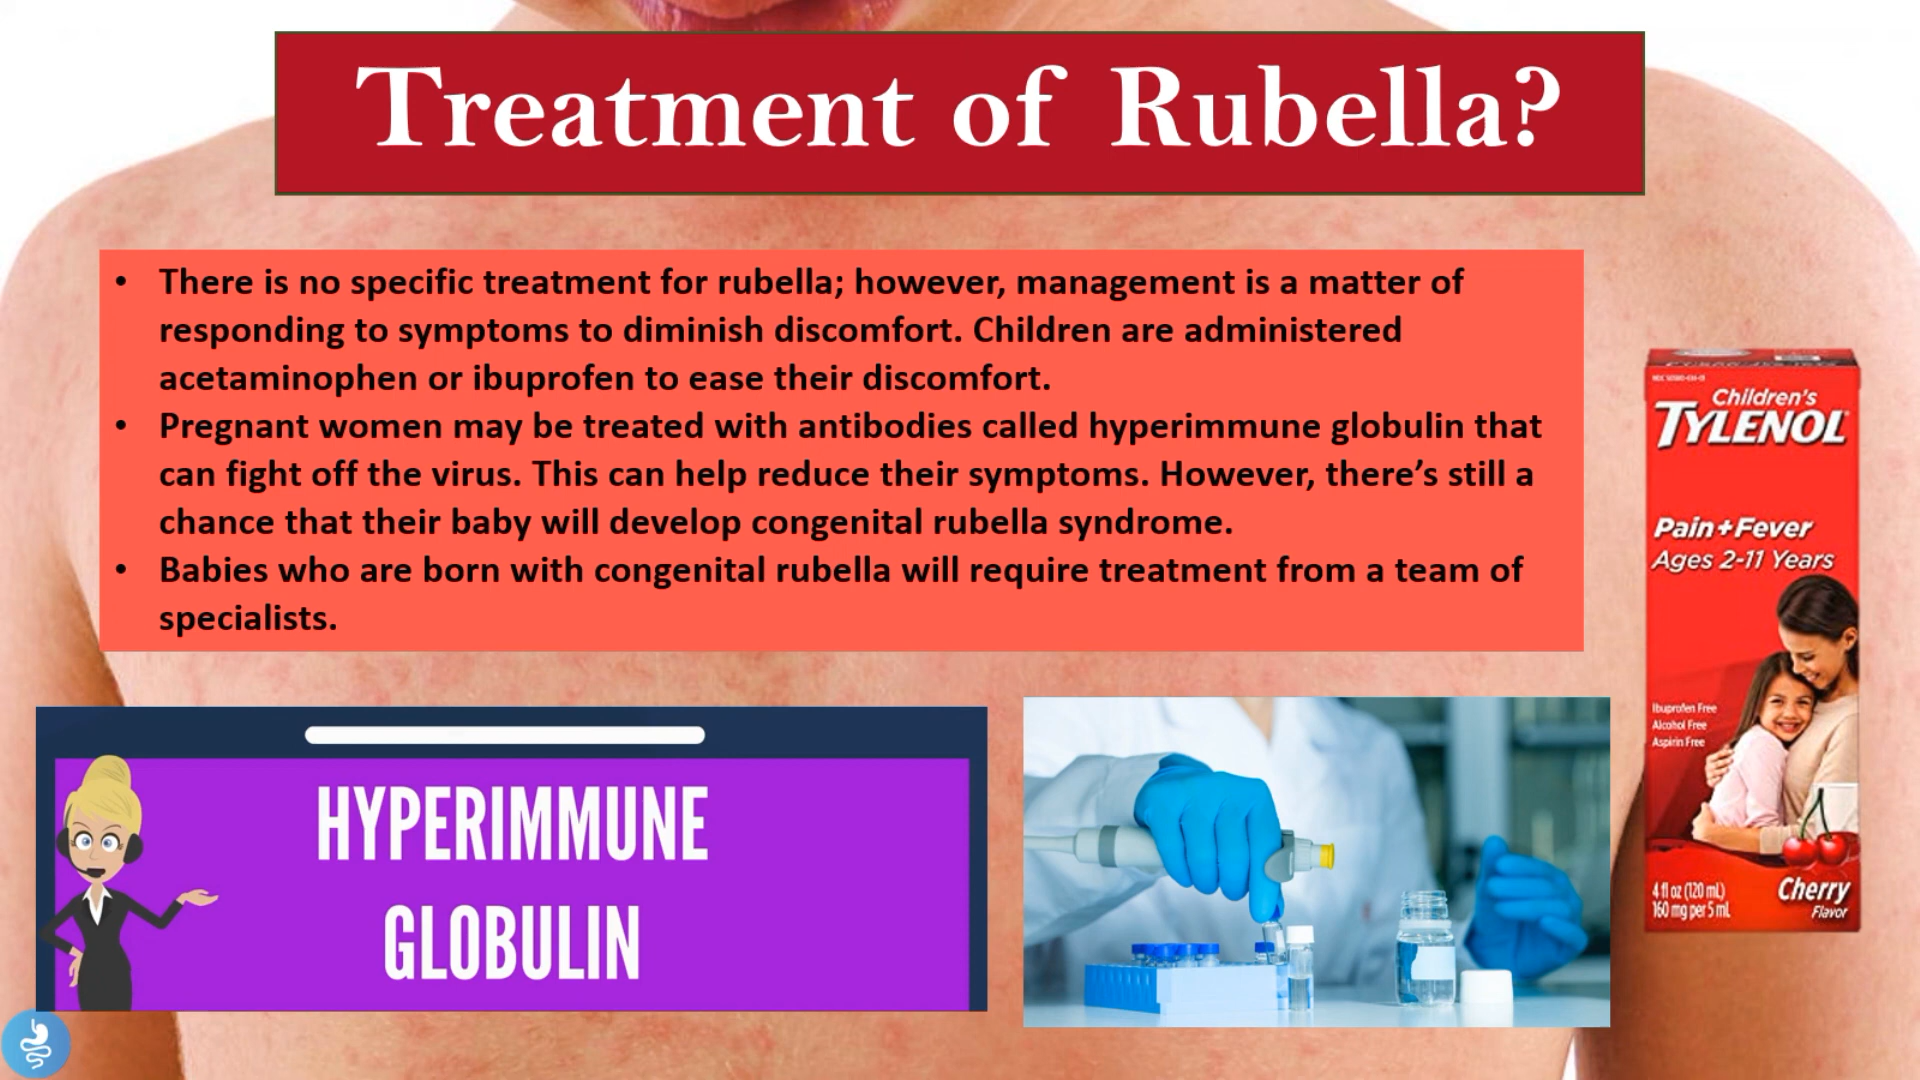 Treatment of Rubella?
• There is no specific treatment for rubella; however, management is a matter of
responding to symptoms to diminish discomfort. Children are administered
acetaminophen or ibuprofen to ease their discomfort.
• Pregnant women may be treated with antibodies called hyperimmune globulin that
can fight off the virus. This can help reduce their symptoms. However, there’s still a
chance that their baby will develop congenital rubella syndrome.
• Babies who are born with congenital rubella will require treatment from a team of
specialists.
Children's
TYLENOL
Pain+Fever
Ages 2-11 Years
Ibuprofen Free
Alcohol Free
Aspirin Free
4 fl oz (120 mL)
160 mg per 5 mL
Cherry
Flavor
HYPERIMMUNE
GLOBULIN